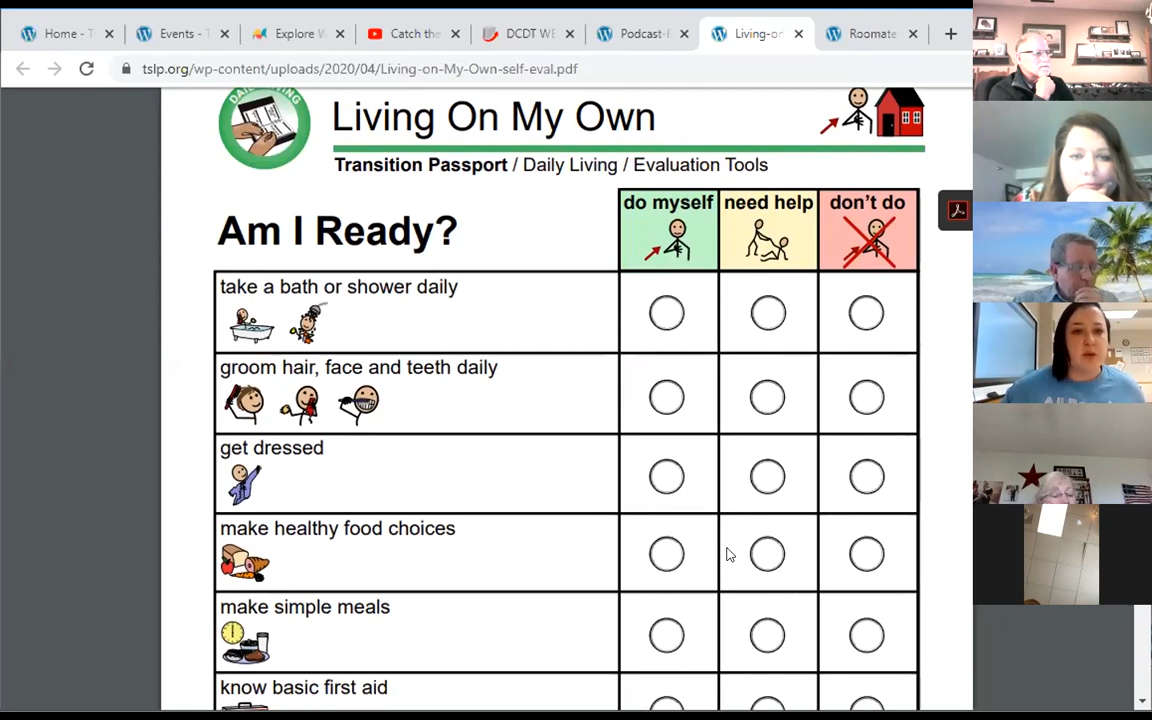 Home - T
Events - T
Explore W
Catch the
DCDT WE
Podcast-F
Living-on
Roomate
tslp.org/wp-content/uploads/2020/04/Living-on-My-Own-self-eval.pdf
DAILY LIVING
Living On My Own
Transition Passport / Daily Living / Evaluation Tools
Am I Ready?
do myself
need help
don't do
take a bath or shower daily
groom hair, face and teeth daily
get dressed
make healthy food choices
make simple meals
know basic first aid